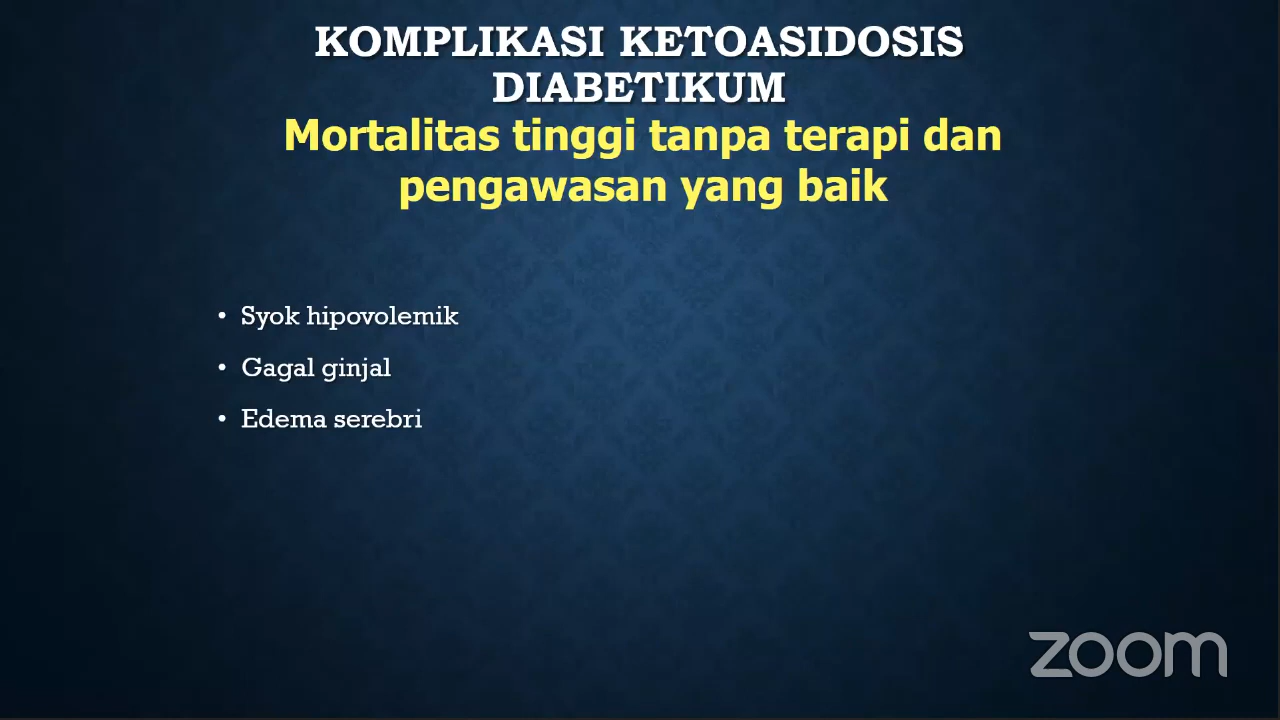 KOMPLIKASI KETOASIDOSIS
DIABETIKUM
Mortalitas tinggi tanpa terapi dan
pengawasan yang baik
• Syok hipovolemik
• Gagal ginjal
• Edema serebri
zoom